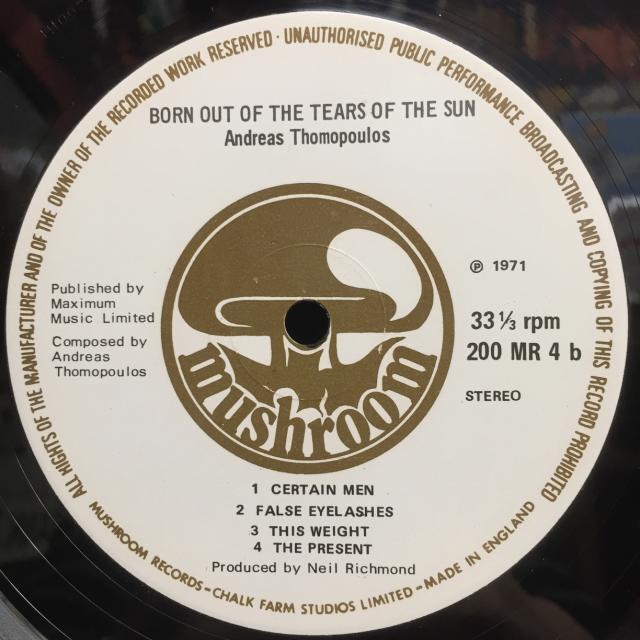 ALL RIGHTS OF THE MANUFACTURER AND OF THE OWNER OF THE RECORDED WORK RESERVED · UNAUTHORISED PUBLIC PERFORMANCE BROADCASTING AND COPYING OF THIS RECORD PROHIBITED
BORN OUT OF THE TEARS OF THE SUN
Andreas Thomopoulos
Published by
Maximum
Music Limited
Composed by
Andreas
Thomopoulos
℗ 1971
33⅓ rpm
200 MR 4 b
STEREO
mushroom
1 CERTAIN MEN
2 FALSE EYELASHES
3 THIS WEIGHT
4 THE PRESENT
Produced by Neil Richmond
MUSHROOM RECORDS – CHALK FARM STUDIOS LIMITED – MADE IN ENGLAND